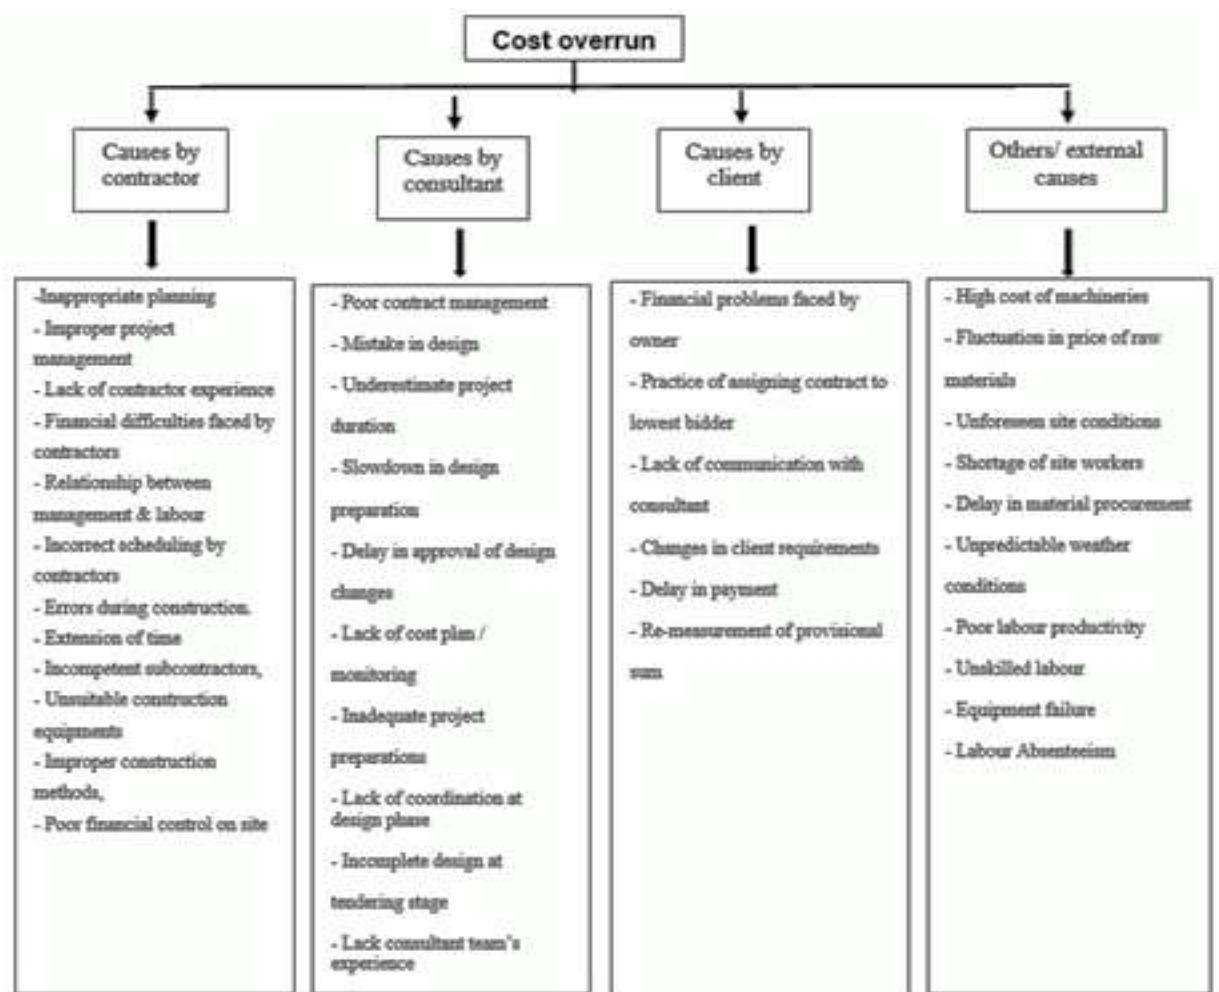 Cost overrun
Causes by
contractor
Causes by
consultant
Causes by
client
Others/ external
causes
-Inappropriate planning
- Improper project
management
- Lack of contractor experience
- Financial difficulties faced by
contractors
- Relationship between
management & labour
- Incorrect scheduling by
contractors
- Errors during construction.
- Extension of time
- Incompetent subcontractors,
- Unsuitable construction
equipments
- Improper construction
methods,
- Poor financial control on site
- Poor contract management
- Mistake in design
- Underestimate project
duration
- Slowdown in design
preparation
- Delay in approval of design
changes
- Lack of cost plan /
monitoring
- Inadequate project
preparations
- Lack of coordination at
design phase
- Incomplete design at
tendering stage
- Lack consultant team's
experience
- Financial problems faced by
owner
- Practice of assigning contract to
lowest bidder
- Lack of communication with
consultant
- Changes in client requirements
- Delay in payment
- Re-measurement of provisional
sum
- High cost of machineries
- Fluctuation in price of raw
materials
- Unforeseen site conditions
- Shortage of site workers
- Delay in material procurement
- Unpredictable weather
conditions
- Poor labour productivity
- Unskilled labour
- Equipment failure
- Labour Absenteeism